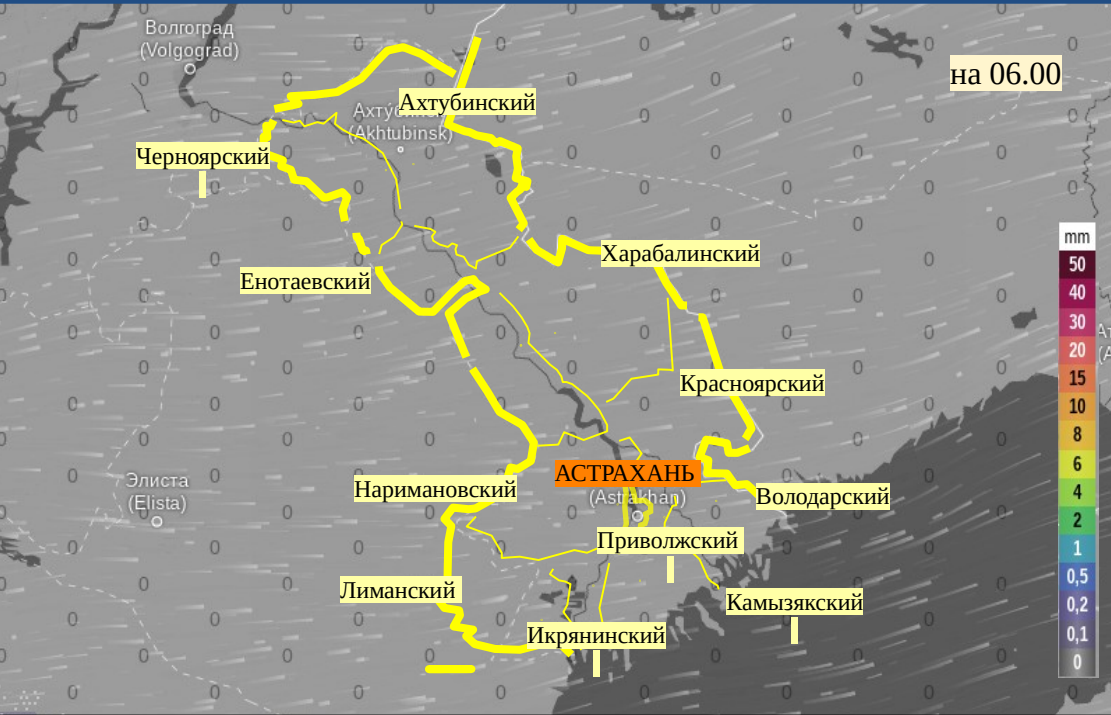 Волгоград
(Volgograd)
на 06.00
Ахтубинский
(Akhtubinsk)
Черноярский
Харабалинский
Енотаевский
mm
50
40
30
20
15
10
8
6
4
2
1
0,5
0,2
0,1
0
Красноярский
АСТРАХАНЬ
(Astrakhan)
Элиста
(Elista)
Наримановский
Володарский
Приволжский
Лиманский
Камызякский
Икрянинский